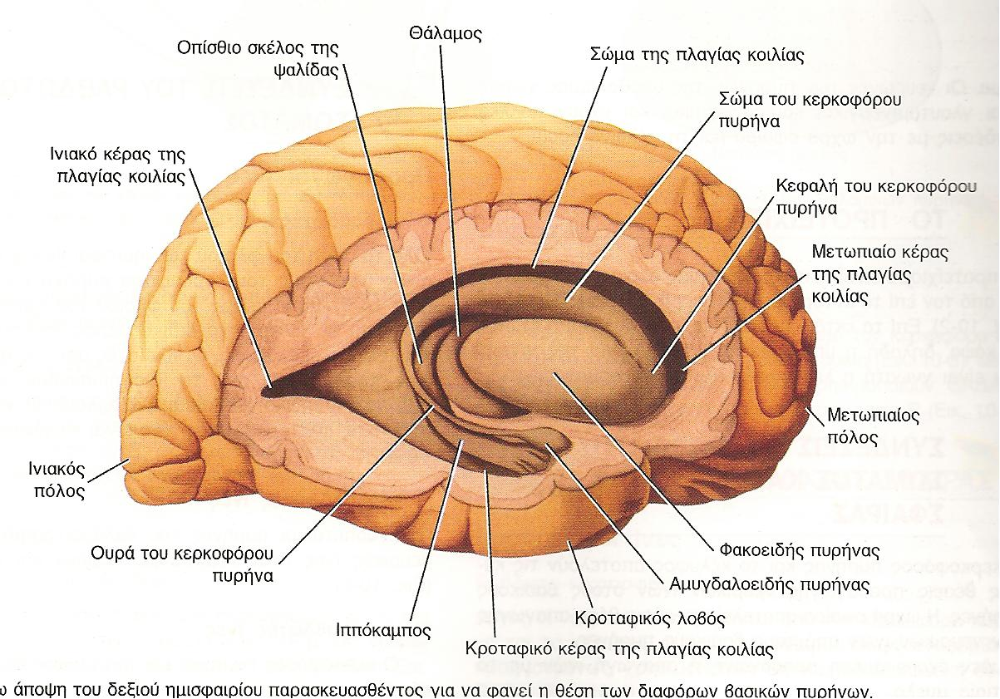 Θάλαμος
Οπίσθιο σκέλος της
ψαλίδας
Σώμα της πλαγίας κοιλίας
Σώμα του κερκοφόρου
πυρήνα
Ινιακό κέρας της
πλαγίας κοιλίας
Κεφαλή του κερκοφόρου
πυρήνα
Μετωπιαίο κέρας
της πλαγίας
κοιλίας
Μετωπιαίος
πόλος
Ινιακός
πόλος
Ουρά του κερκοφόρου
πυρήνα
Φακοειδής πυρήνας
Αμυγδαλοειδής πυρήνας
Ιππόκαμπος
Κροταφικός λοβός
Κροταφικό κέρας της πλαγίας κοιλίας
άποψη του δεξιού ημισφαιρίου παρασκευασθέντος για να φανεί η θέση των διαφόρων βασικών πυρήνων.